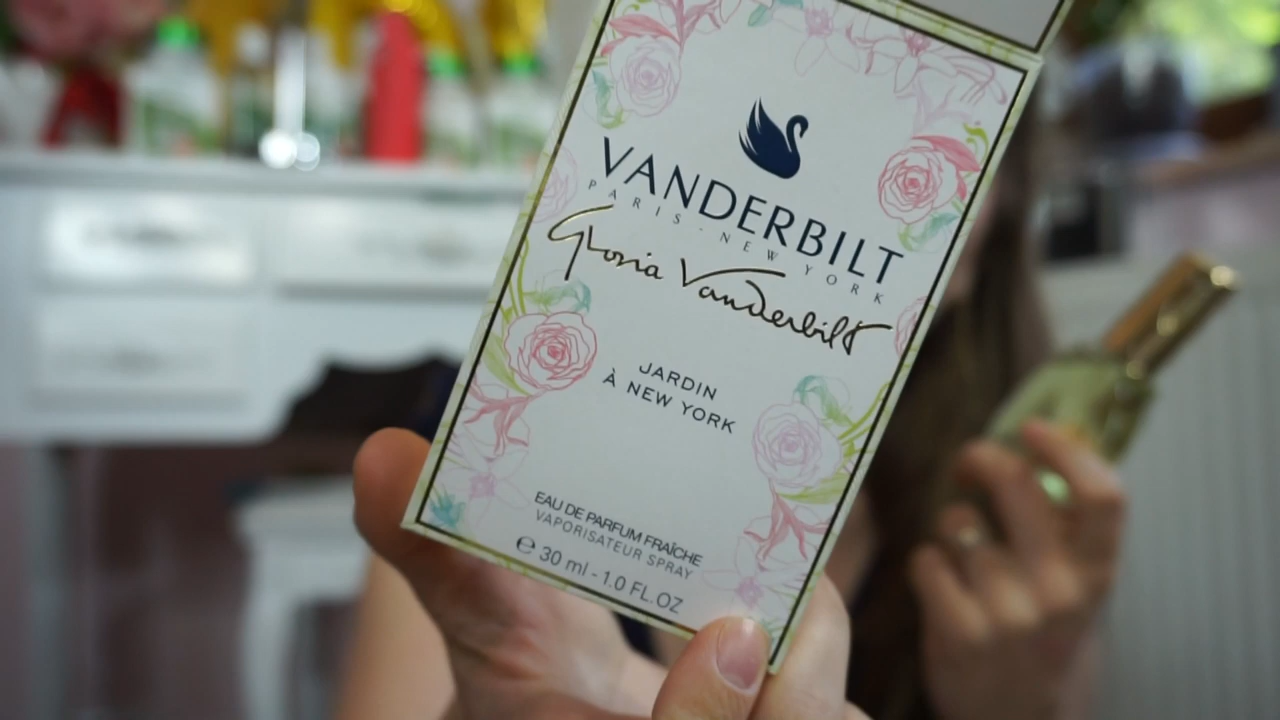 VANDERBILT
PARIS - NEW YORK
Gloria Vanderbilt
JARDIN
À NEW YORK
EAU DE PARFUM FRAÎCHE
VAPORISATEUR SPRAY
℮ 30 ml - 1.0 FL.OZ